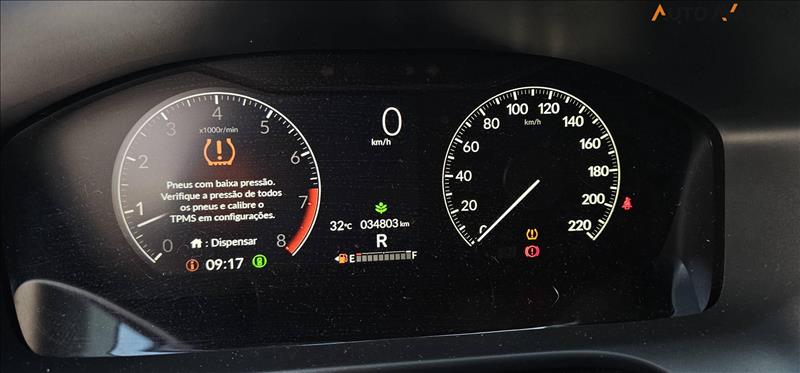 AUTO
0
km/h
x1000r/min
0
1
2
3
4
5
6
7
8
Pneus com baixa pressão.
Verifique a pressão de todos
os pneus e calibre o
TPMS em configurações.
: Dispensar
09:17
32°C
034803 km
R
E
F
0
20
40
60
80
100
120
140
160
180
200
220
km/h